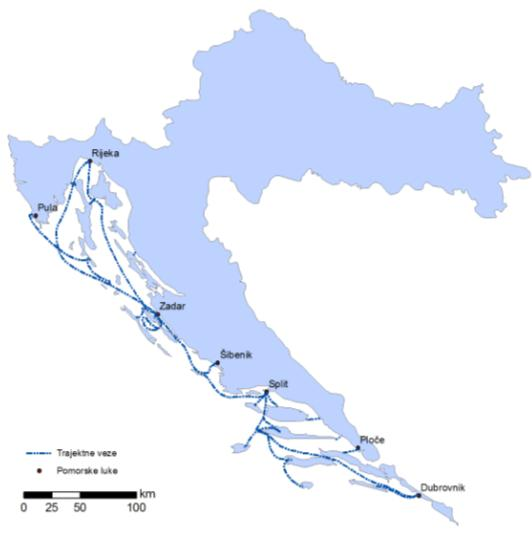 Rijeka
Pula
Zadar
Šibenik
Split
Ploče
Dubrovnik
Trajektne veze
Pomorske luke
km
0 25 50 100